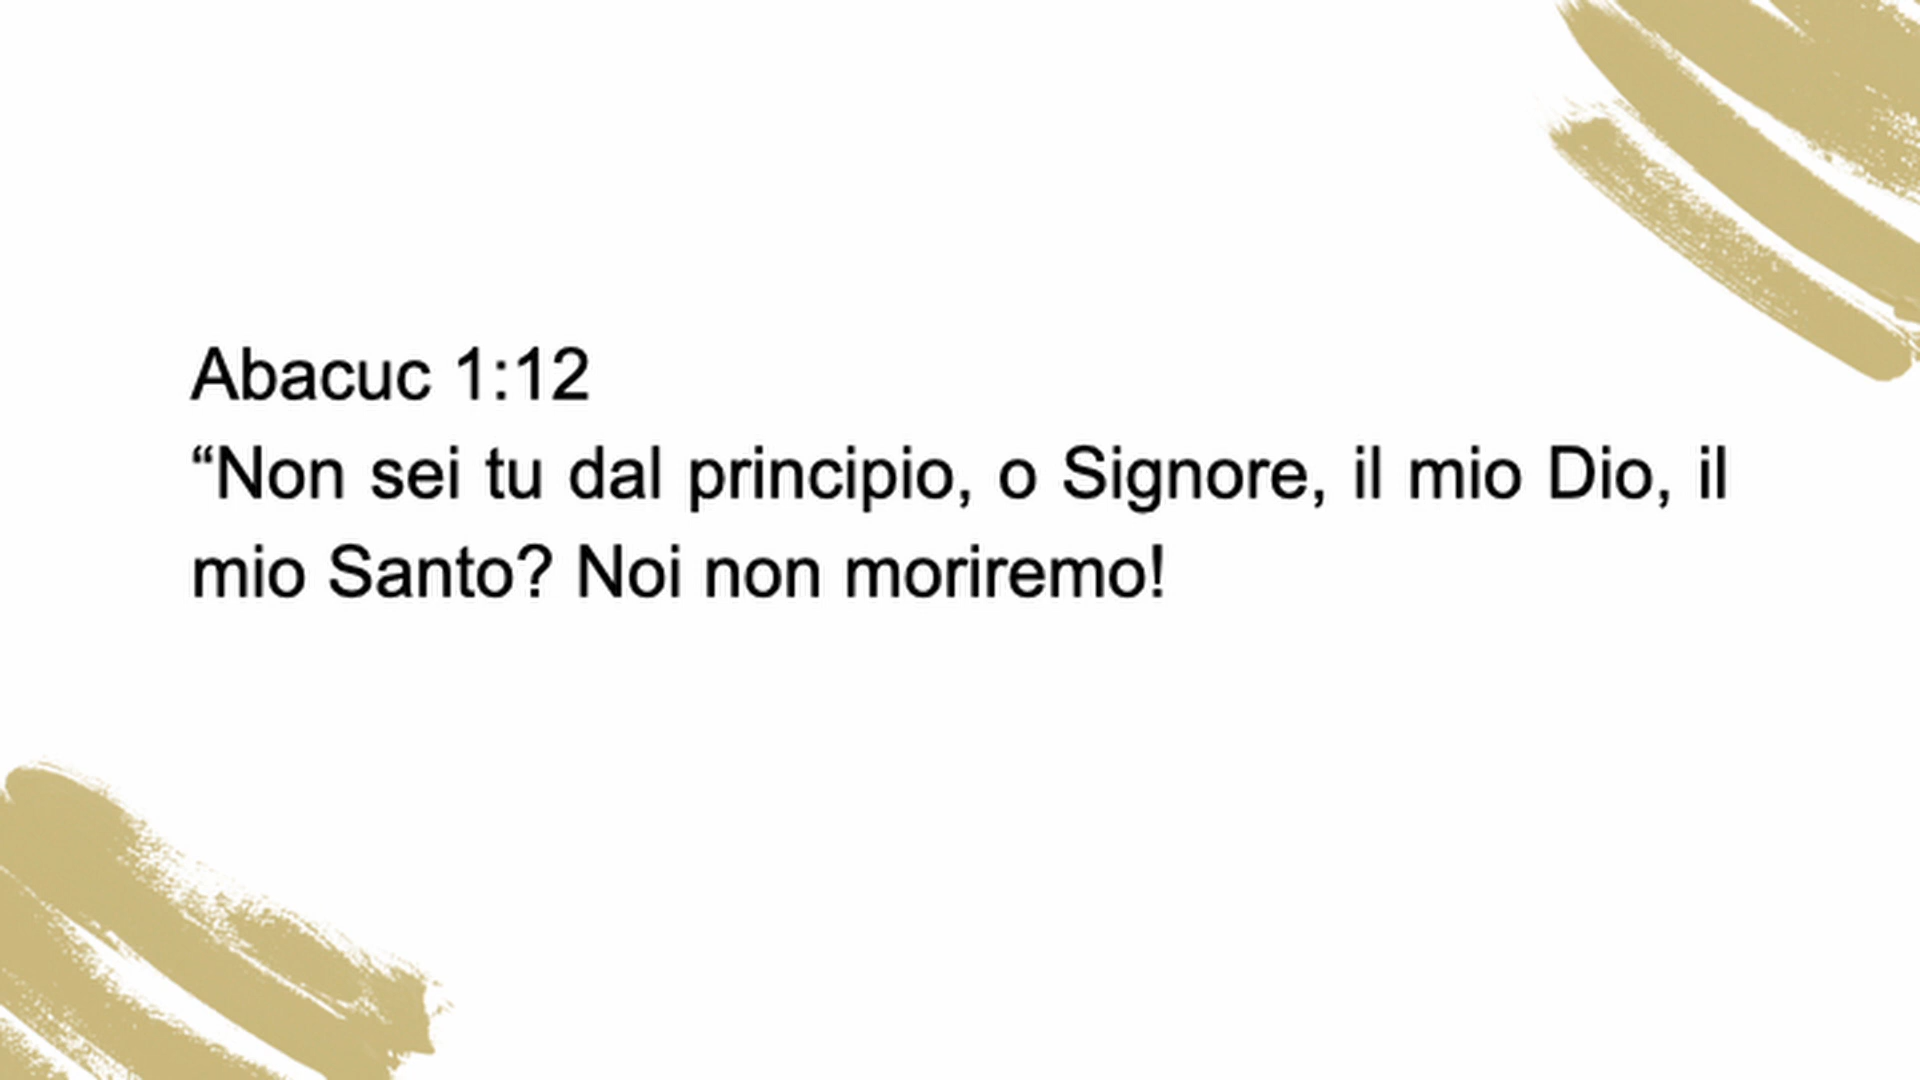 Abacuc 1:12
“Non sei tu dal principio, o Signore, il mio Dio, il
mio Santo? Noi non moriremo!